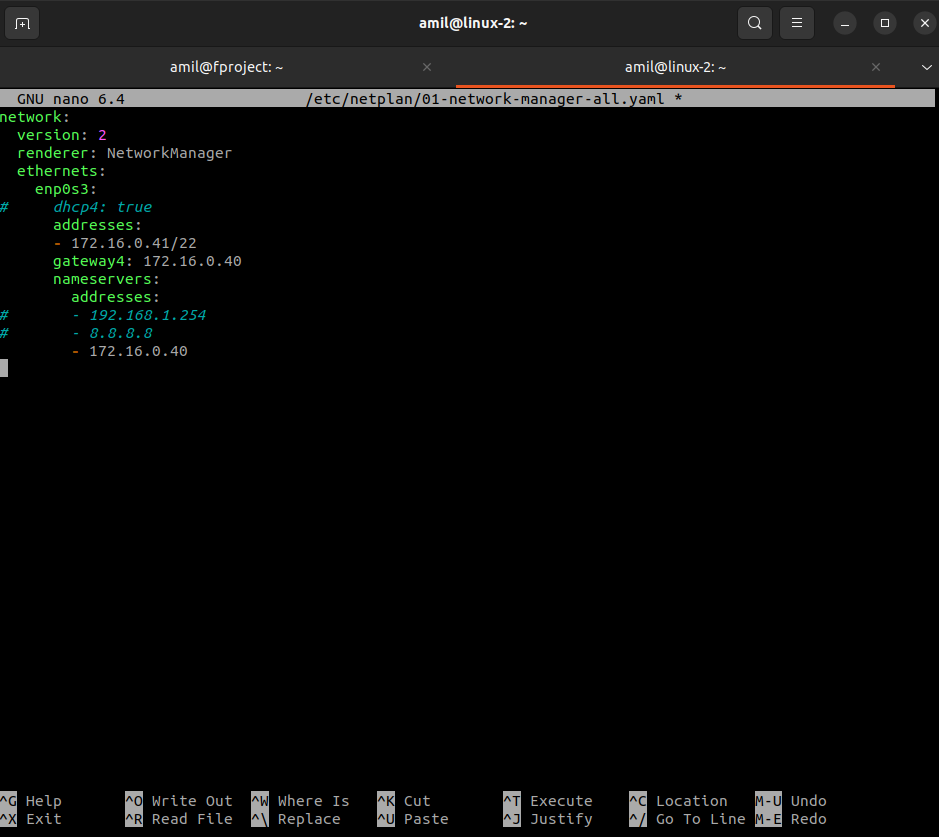 amil@linux-2: ~
amil@fproject: ~
amil@linux-2: ~
GNU nano 6.4 /etc/netplan/01-network-manager-all.yaml *
network:
  version: 2
  renderer: NetworkManager
  ethernets:
    enp0s3:
#     dhcp4: true
      addresses:
      - 172.16.0.41/22
      gateway4: 172.16.0.40
      nameservers:
        addresses:
#       - 192.168.1.254
#       - 8.8.8.8
        - 172.16.0.40
^G Help ^O Write Out ^W Where Is ^K Cut ^T Execute ^C Location M-U Undo
^X Exit ^R Read File ^\ Replace ^U Paste ^J Justify ^/ Go To Line M-E Redo